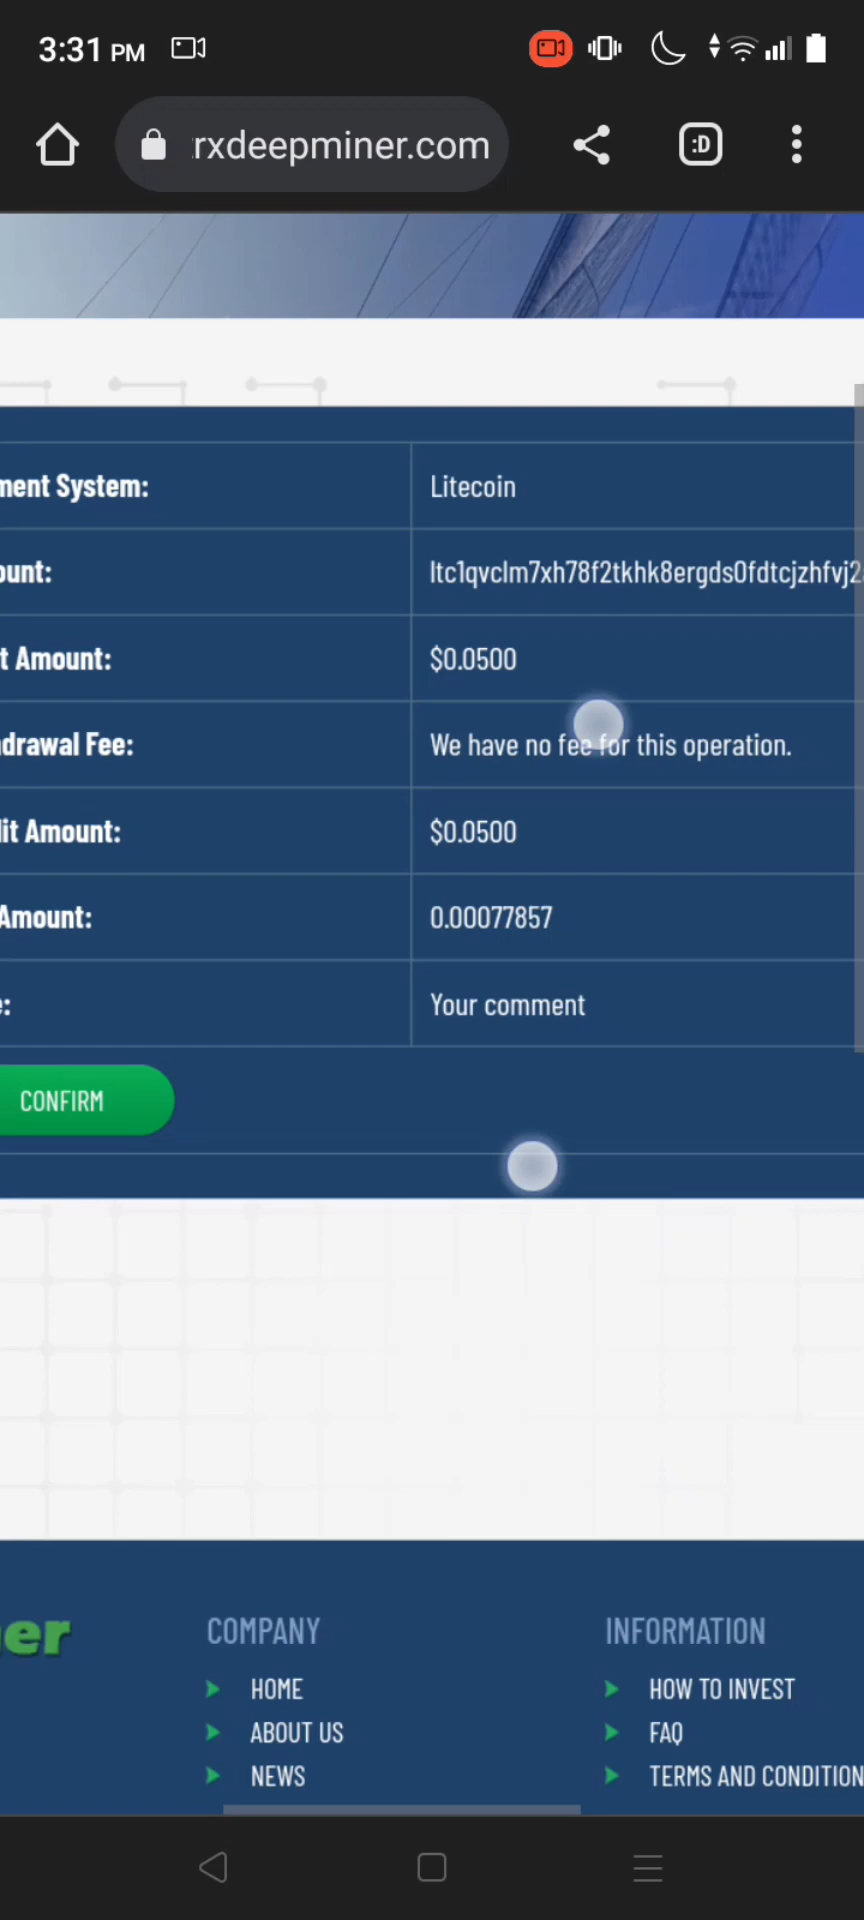 3:31 PM
:D
rxdeepminer.com
ment System: Litecoin
ount: ltc1qvclm7xh78f2tkhk8ergds0fdtcjzhfvj2
t Amount: $0.0500
drawal Fee: We have no fee for this operation.
it Amount: $0.0500
Amount: 0.00077857
e: Your comment
CONFIRM
er
COMPANY
HOME
ABOUT US
NEWS
INFORMATION
HOW TO INVEST
FAQ
TERMS AND CONDITION